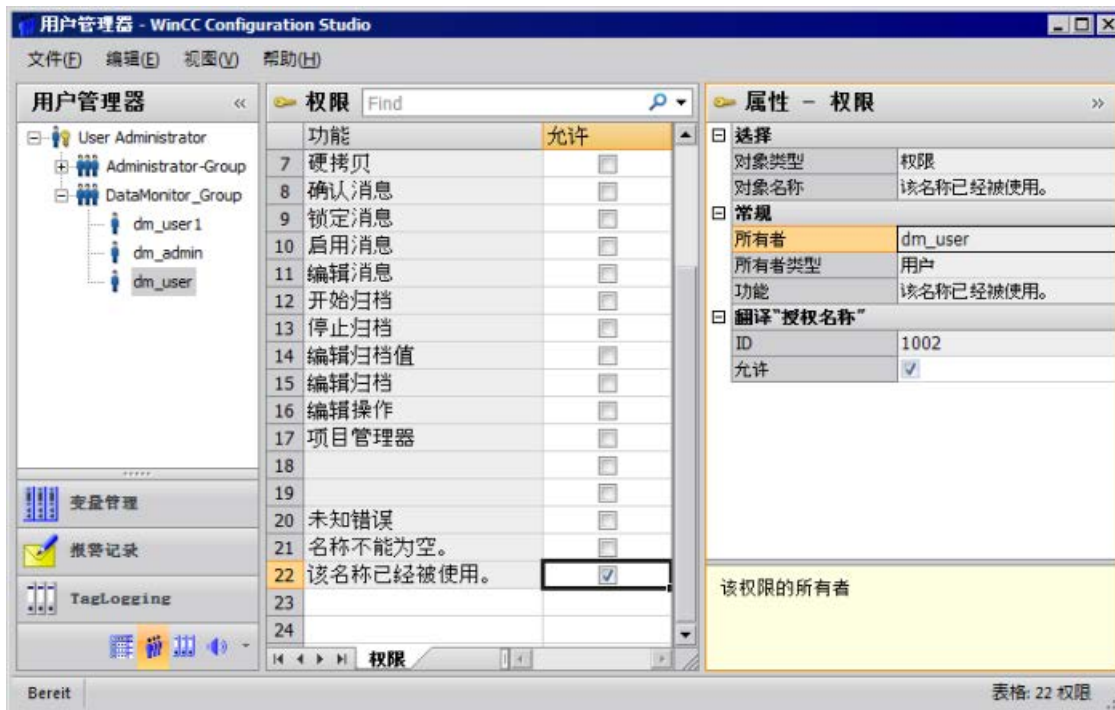 用户管理器 - WinCC Configuration Studio
文件(F) 编辑(E) 视图(V) 帮助(H)
用户管理器 «
User Administrator
Administrator-Group
DataMonitor_Group
dm_user1
dm_admin
dm_user
变量管理
报警记录
TagLogging
权限 Find
功能 允许
7 硬拷贝
8 确认消息
9 锁定消息
10 启用消息
11 编辑消息
12 开始归档
13 停止归档
14 编辑归档值
15 编辑归档
16 编辑操作
17 项目管理器
18
19
20 未知错误
21 名称不能为空。
22 该名称已经被使用。
23
24
权限
属性 - 权限 »
选择
对象类型 权限
对象名称 该名称已经被使用。
常规
所有者 dm_user
所有者类型 用户
功能 该名称已经被使用。
翻译"授权名称"
ID 1002
允许
该权限的所有者
Bereit 表格: 22 权限